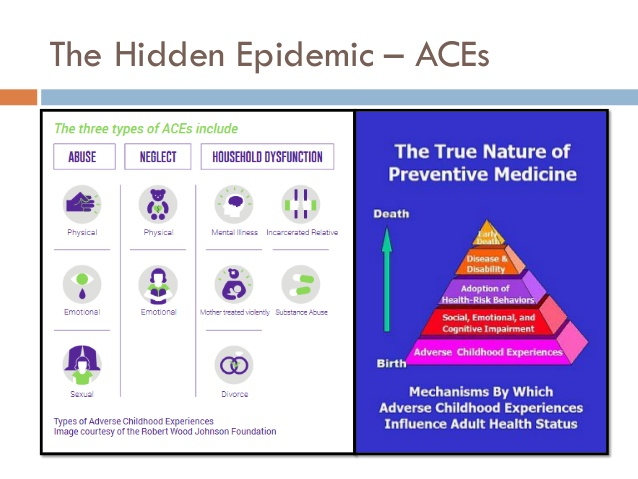 The Hidden Epidemic – ACEs
The three types of ACEs include
ABUSE
NEGLECT
HOUSEHOLD DYSFUNCTION
Physical
Physical
Mental Illness
Incarcerated Relative
Emotional
Emotional
Mother treated violently
Substance Abuse
Sexual
Divorce
Types of Adverse Childhood Experiences
Image courtesy of the Robert Wood Johnson Foundation
The True Nature of
Preventive Medicine
Death
Early
Death
Disease &
Disability
Adoption of
Health-Risk Behaviors
Social, Emotional, and
Cognitive Impairment
Adverse Childhood Experiences
Birth
Mechanisms By Which
Adverse Childhood Experiences
Influence Adult Health Status